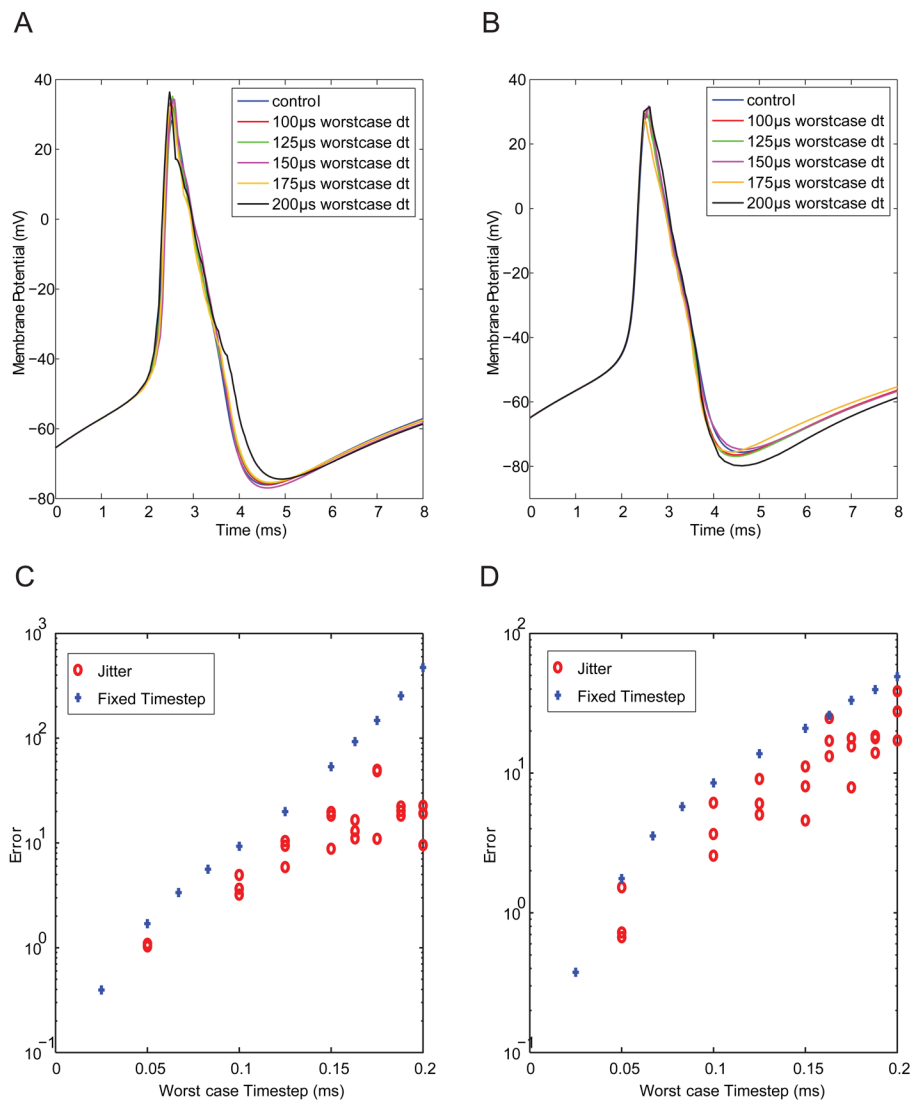 A
B
40
20
0
−20
−40
−60
−80
0 1 2 3 4 5 6 7 8
Membrane Potential (mV)
Time (ms)
control
100µs worstcase dt
125µs worstcase dt
150µs worstcase dt
175µs worstcase dt
200µs worstcase dt
40
20
0
−20
−40
−60
−80
0 1 2 3 4 5 6 7 8
Membrane Potential (mV)
Time (ms)
control
100µs worstcase dt
125µs worstcase dt
150µs worstcase dt
175µs worstcase dt
200µs worstcase dt
C
D
10³
10²
10¹
10⁰
10⁻¹
0 0.05 0.1 0.15 0.2
Error
Worst case Timestep (ms)
Jitter
Fixed Timestep
10²
10¹
10⁰
10⁻¹
0 0.05 0.1 0.15 0.2
Error
Worst case Timestep (ms)
Jitter
Fixed Timestep